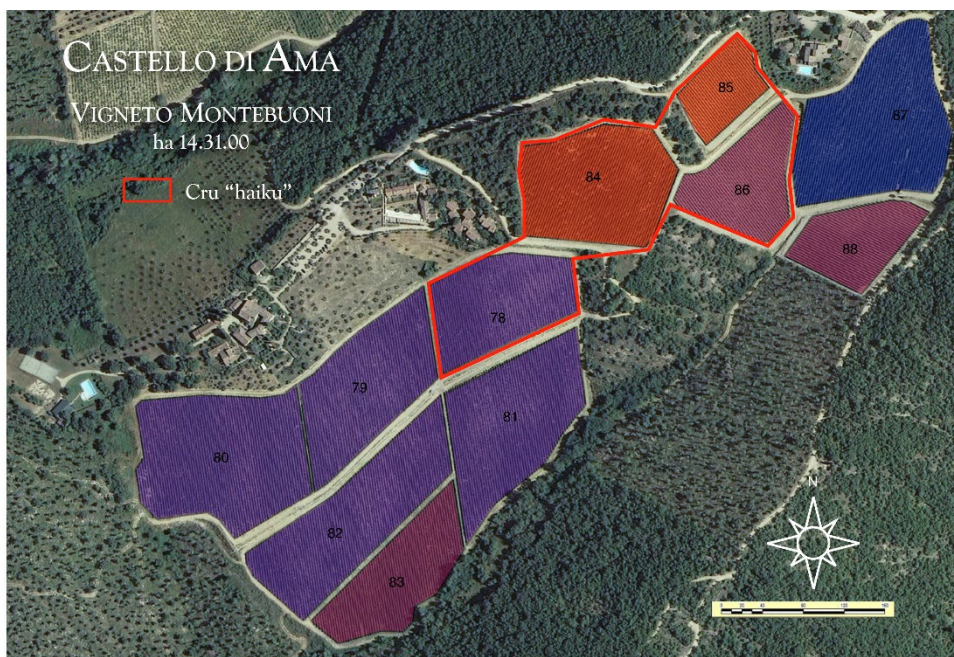 CASTELLO DI AMA
VIGNETO MONTEBUONI
ha 14.31.00
Cru "haiku"
85
87
84
86
88
78
79
81
80
82
83
N